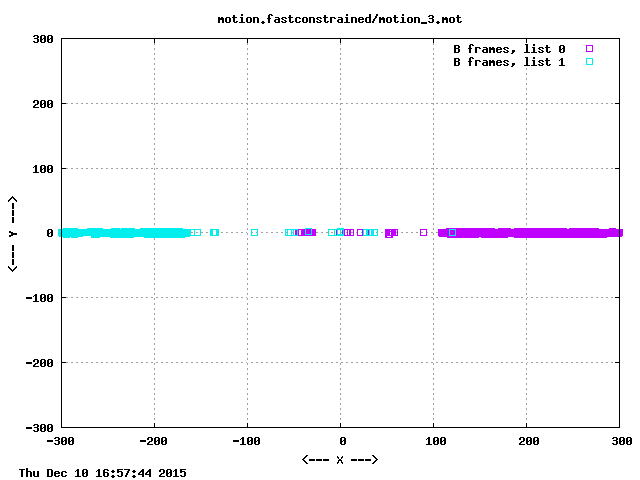 motion.fastconstrained/motion_3.mot
B frames, list 0
B frames, list 1
300
200
100
0
-100
-200
-300
<--- Y --->
-300 -200 -100 0 100 200 300
<--- X --->
Thu Dec 10 16:57:44 2015